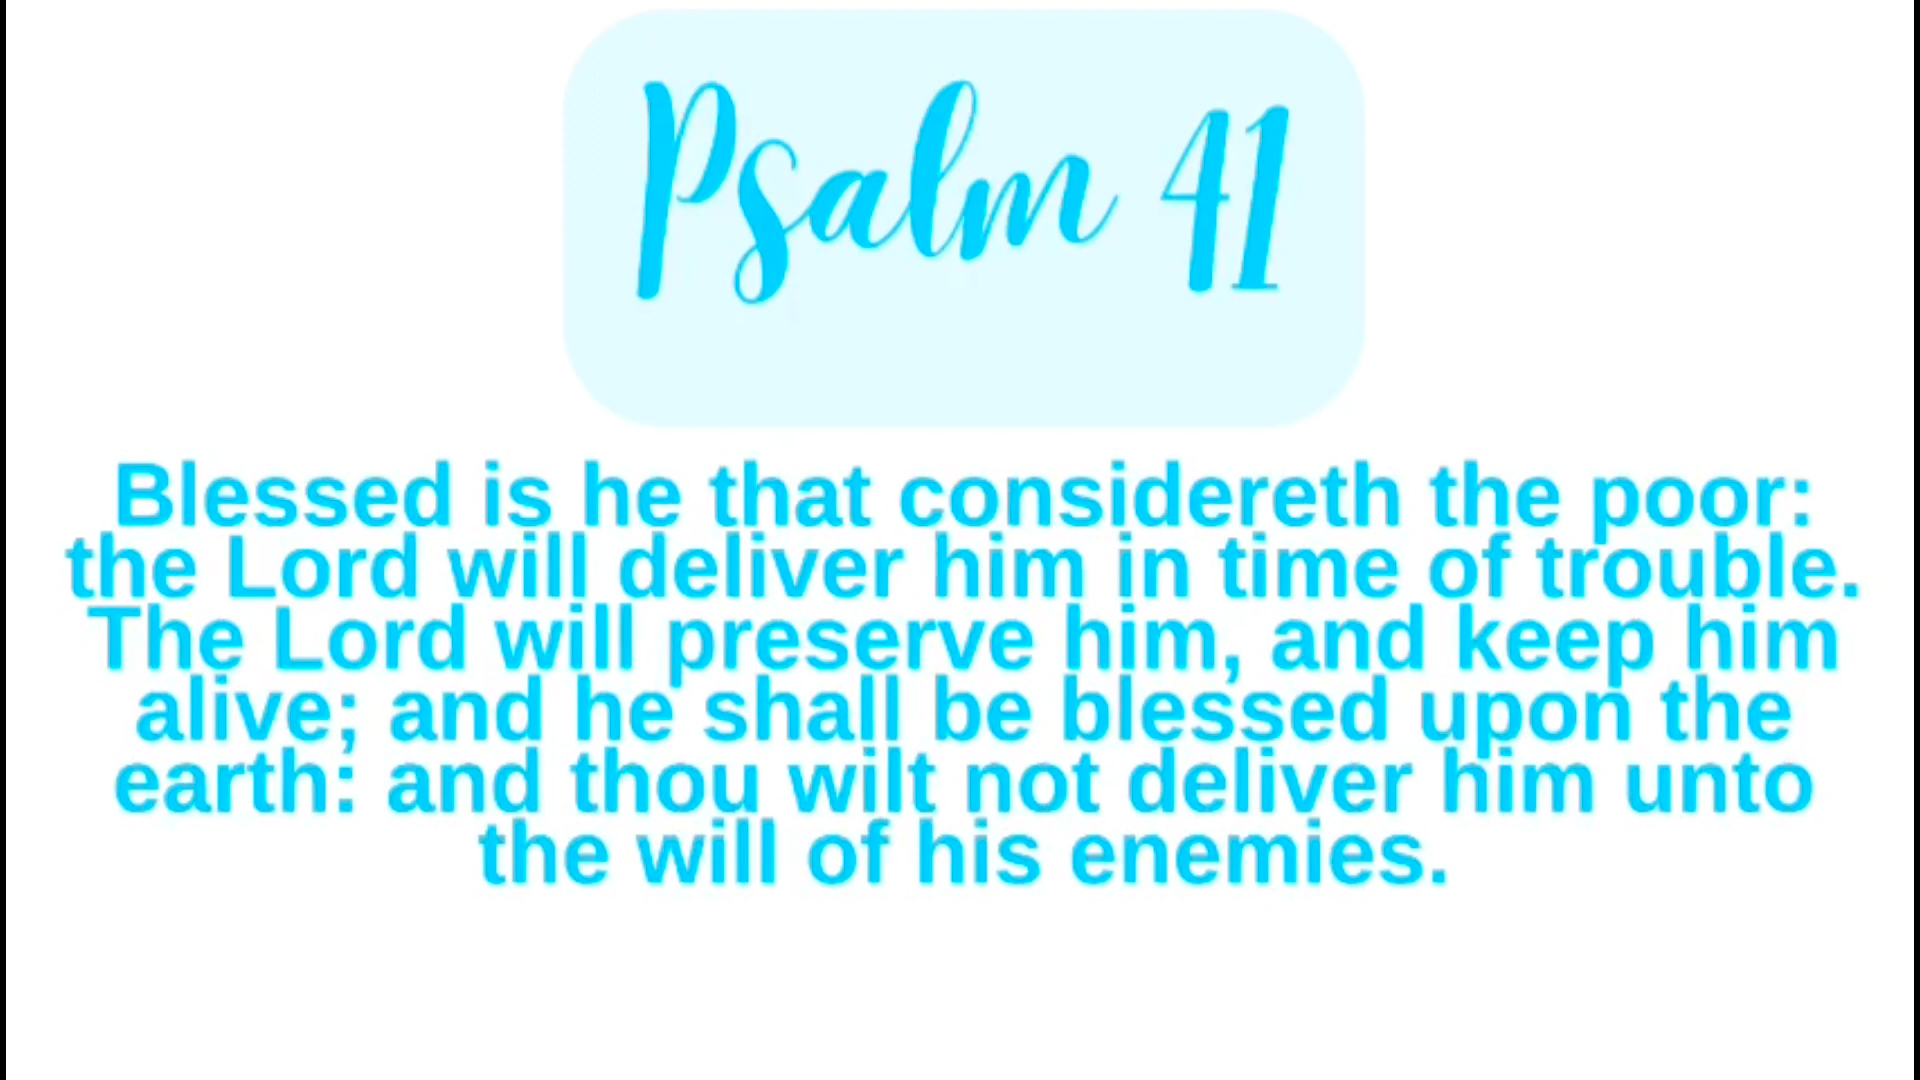 Psalm 41
Blessed is he that considereth the poor:
the Lord will deliver him in time of trouble.
The Lord will preserve him, and keep him
alive; and he shall be blessed upon the
earth: and thou wilt not deliver him unto
the will of his enemies.